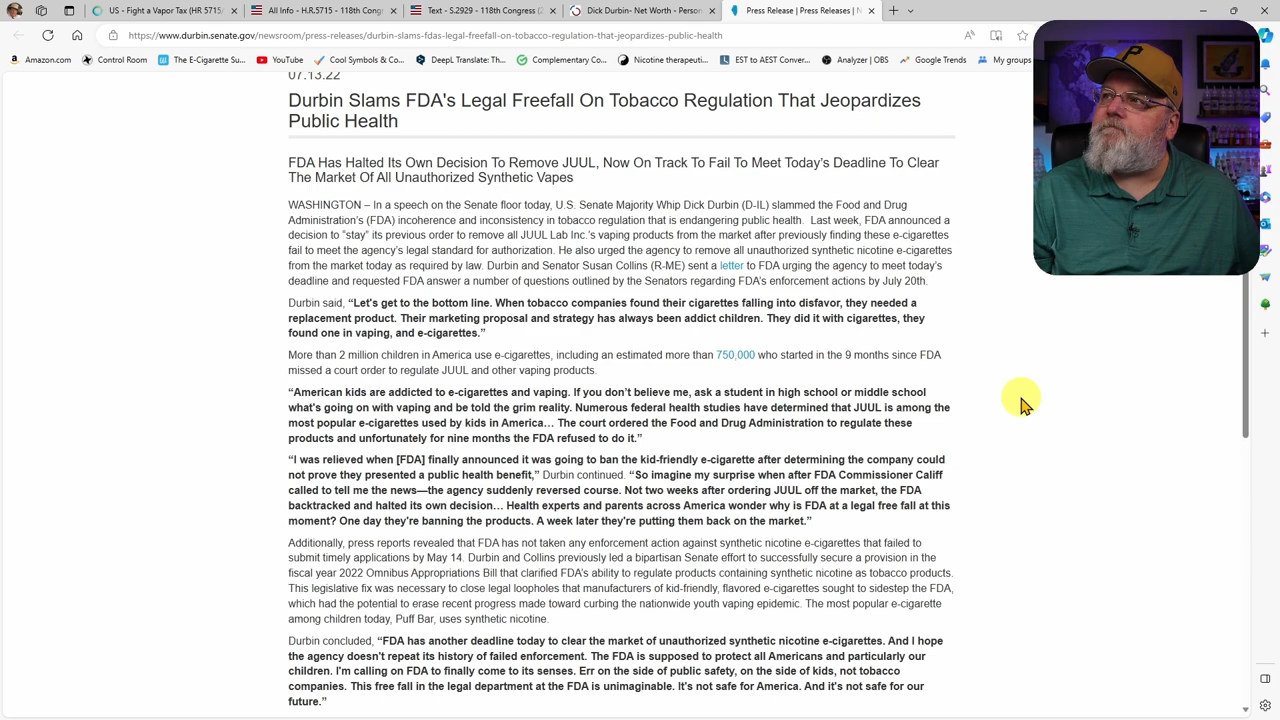 US - Fight a Vapor Tax (HR 5715/
All Info - H.R.5715 - 118th Congr
Text - S.2929 - 118th Congress (2
Dick Durbin- Net Worth - Person
Press Release | Press Releases | N
https://www.durbin.senate.gov/newsroom/press-releases/durbin-slams-fdas-legal-freefall-on-tobacco-regulation-that-jeopardizes-public-health
Amazon.com
Control Room
The E-Cigarette Su...
YouTube
Cool Symbols & Co...
DeepL Translate: Th...
Complementary Co...
Nicotine therapeuti...
EST to AEST Conver...
Analyzer | OBS
Google Trends
My groups
07.13.22
Durbin Slams FDA's Legal Freefall On Tobacco Regulation That Jeopardizes
Public Health
FDA Has Halted Its Own Decision To Remove JUUL, Now On Track To Fail To Meet Today's Deadline To Clear
The Market Of All Unauthorized Synthetic Vapes
WASHINGTON – In a speech on the Senate floor today, U.S. Senate Majority Whip Dick Durbin (D-IL) slammed the Food and Drug
Administration's (FDA) incoherence and inconsistency in tobacco regulation that is endangering public health. Last week, FDA announced a
decision to “stay” its previous order to remove all JUUL Lab Inc.'s vaping products from the market after previously finding these e-cigarettes
fail to meet the agency's legal standard for authorization. He also urged the agency to remove all unauthorized synthetic nicotine e-cigarettes
from the market today as required by law. Durbin and Senator Susan Collins (R-ME) sent a letter to FDA urging the agency to meet today's
deadline and requested FDA answer a number of questions outlined by the Senators regarding FDA's enforcement actions by July 20th.
Durbin said, “Let's get to the bottom line. When tobacco companies found their cigarettes falling into disfavor, they needed a
replacement product. Their marketing proposal and strategy has always been addict children. They did it with cigarettes, they
found one in vaping, and e-cigarettes.”
More than 2 million children in America use e-cigarettes, including an estimated more than 750,000 who started in the 9 months since FDA
missed a court order to regulate JUUL and other vaping products.
“American kids are addicted to e-cigarettes and vaping. If you don't believe me, ask a student in high school or middle school
what's going on with vaping and be told the grim reality. Numerous federal health studies have determined that JUUL is among the
most popular e-cigarettes used by kids in America… The court ordered the Food and Drug Administration to regulate these
products and unfortunately for nine months the FDA refused to do it.”
“I was relieved when [FDA] finally announced it was going to ban the kid-friendly e-cigarette after determining the company could
not prove they presented a public health benefit,” Durbin continued. “So imagine my surprise when after FDA Commissioner Califf
called to tell me the news—the agency suddenly reversed course. Not two weeks after ordering JUUL off the market, the FDA
backtracked and halted its own decision… Health experts and parents across America wonder why is FDA at a legal free fall at this
moment? One day they're banning the products. A week later they're putting them back on the market.”
Additionally, press reports revealed that FDA has not taken any enforcement action against synthetic nicotine e-cigarettes that failed to
submit timely applications by May 14. Durbin and Collins previously led a bipartisan Senate effort to successfully secure a provision in the
fiscal year 2022 Omnibus Appropriations Bill that clarified FDA's ability to regulate products containing synthetic nicotine as tobacco products.
This legislative fix was necessary to close legal loopholes that manufacturers of kid-friendly, flavored e-cigarettes sought to sidestep the FDA,
which had the potential to erase recent progress made toward curbing the nationwide youth vaping epidemic. The most popular e-cigarette
among children today, Puff Bar, uses synthetic nicotine.
Durbin concluded, “FDA has another deadline today to clear the market of unauthorized synthetic nicotine e-cigarettes. And I hope
the agency doesn't repeat its history of failed enforcement. The FDA is supposed to protect all Americans and particularly our
children. I'm calling on FDA to finally come to its senses. Err on the side of public safety, on the side of kids, not tobacco
companies. This free fall in the legal department at the FDA is unimaginable. It's not safe for America. And it's not safe for our
future.”